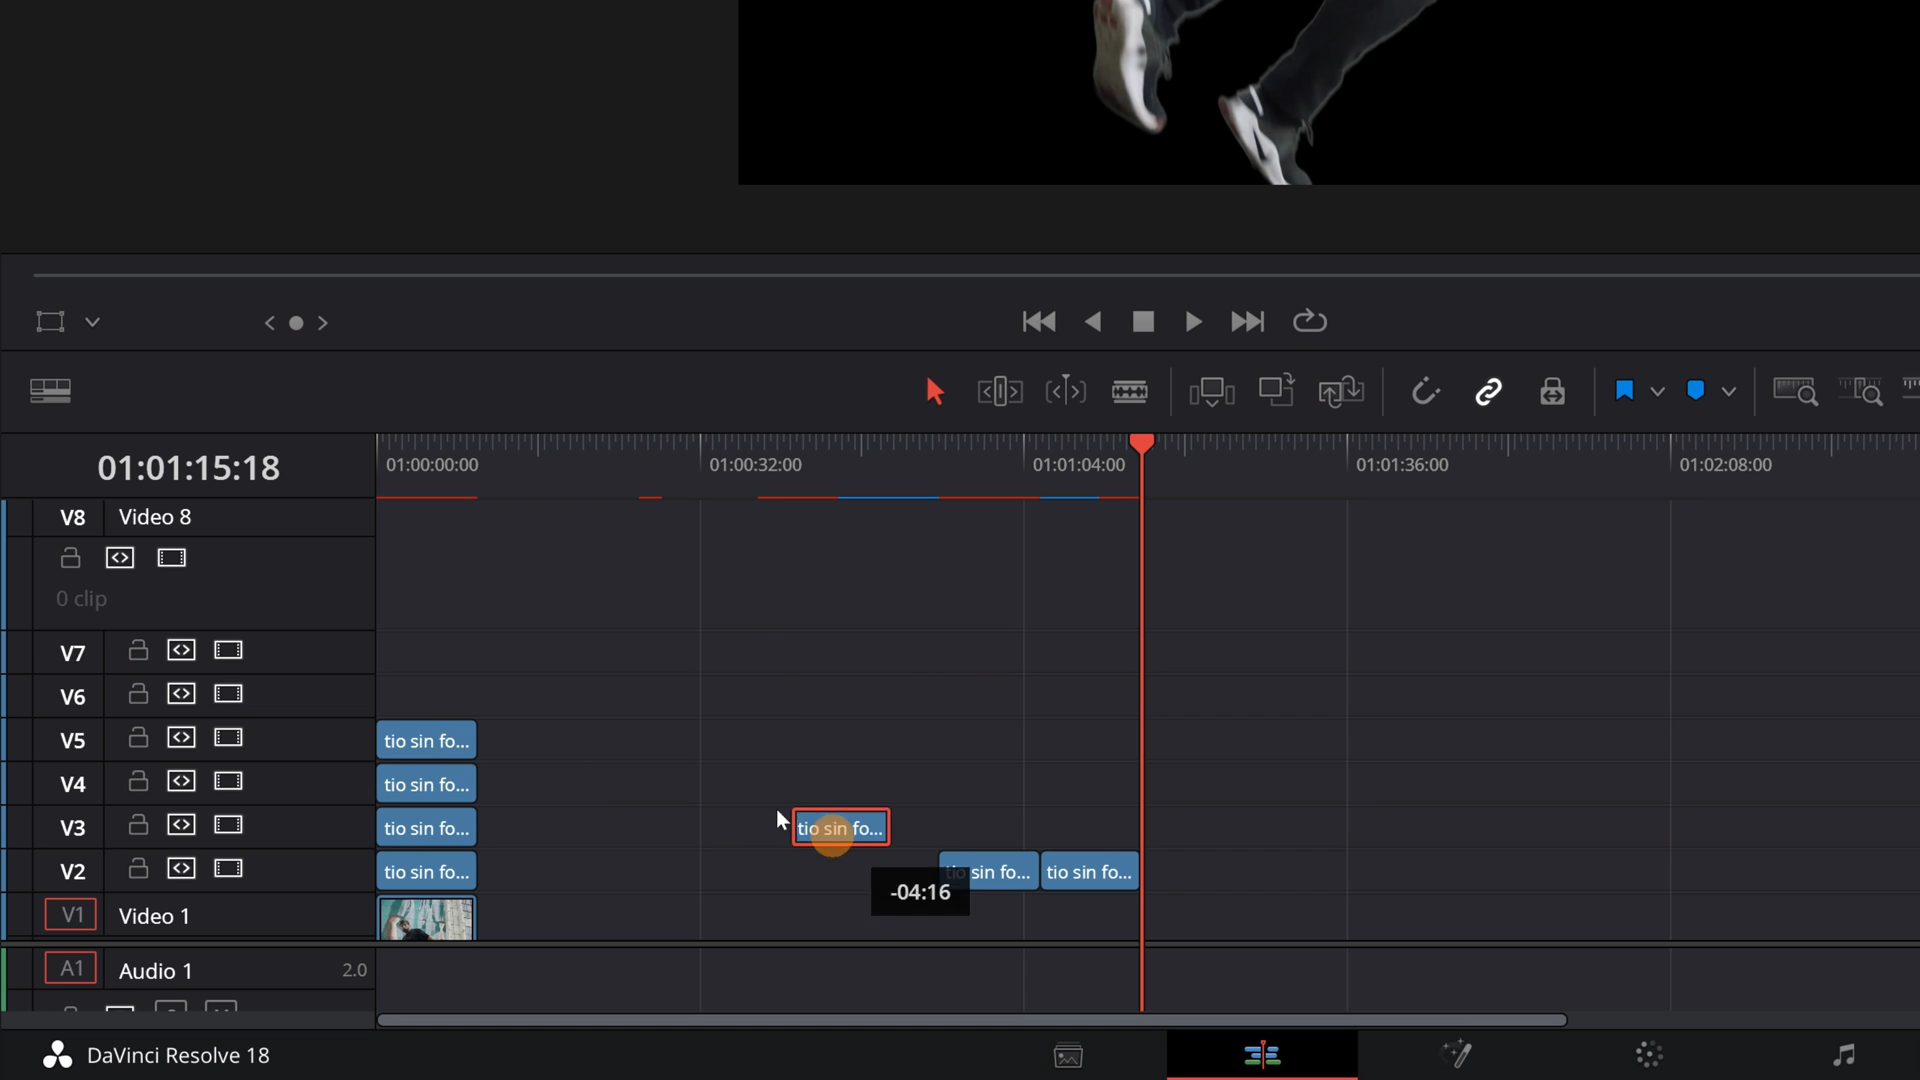 01:01:15:18
01:00:00:00
01:00:32:00
01:01:04:00
01:01:36:00
01:02:08:00
V8 Video 8
0 clip
V7
V6
V5
tio sin fo...
V4
tio sin fo...
V3
tio sin fo...
tio sin fo...
V2
tio sin fo...
tio sin fo...
tio sin fo...
-04:16
V1 Video 1
A1 Audio 1 2.0
DaVinci Resolve 18